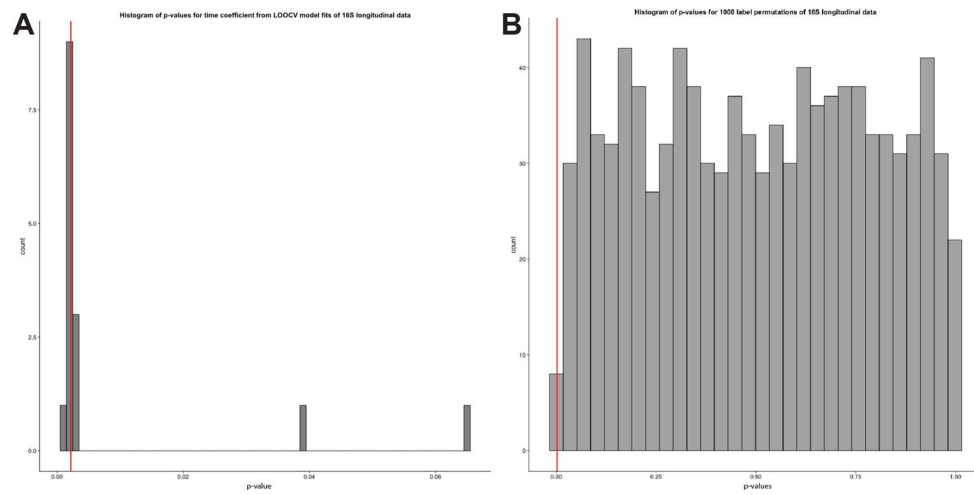 A
Histogram of p-values for time coefficient from LOOCV model fits of 16S longitudinal data
7.5
5.0
2.5
0.0
count
0.00
0.02
0.04
0.06
p-value
B
Histogram of p-values for 1000 label permutations of 16S longitudinal data
40
30
20
10
0
count
0.00
0.25
0.50
0.75
1.00
p-values